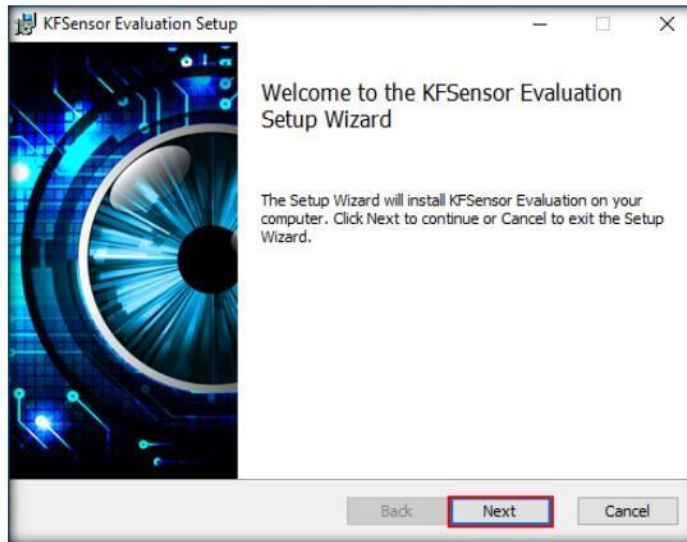 KFSensor Evaluation Setup
Welcome to the KFSensor Evaluation
Setup Wizard
The Setup Wizard will install KFSensor Evaluation on your
computer. Click Next to continue or Cancel to exit the Setup
Wizard.
Back
Next
Cancel